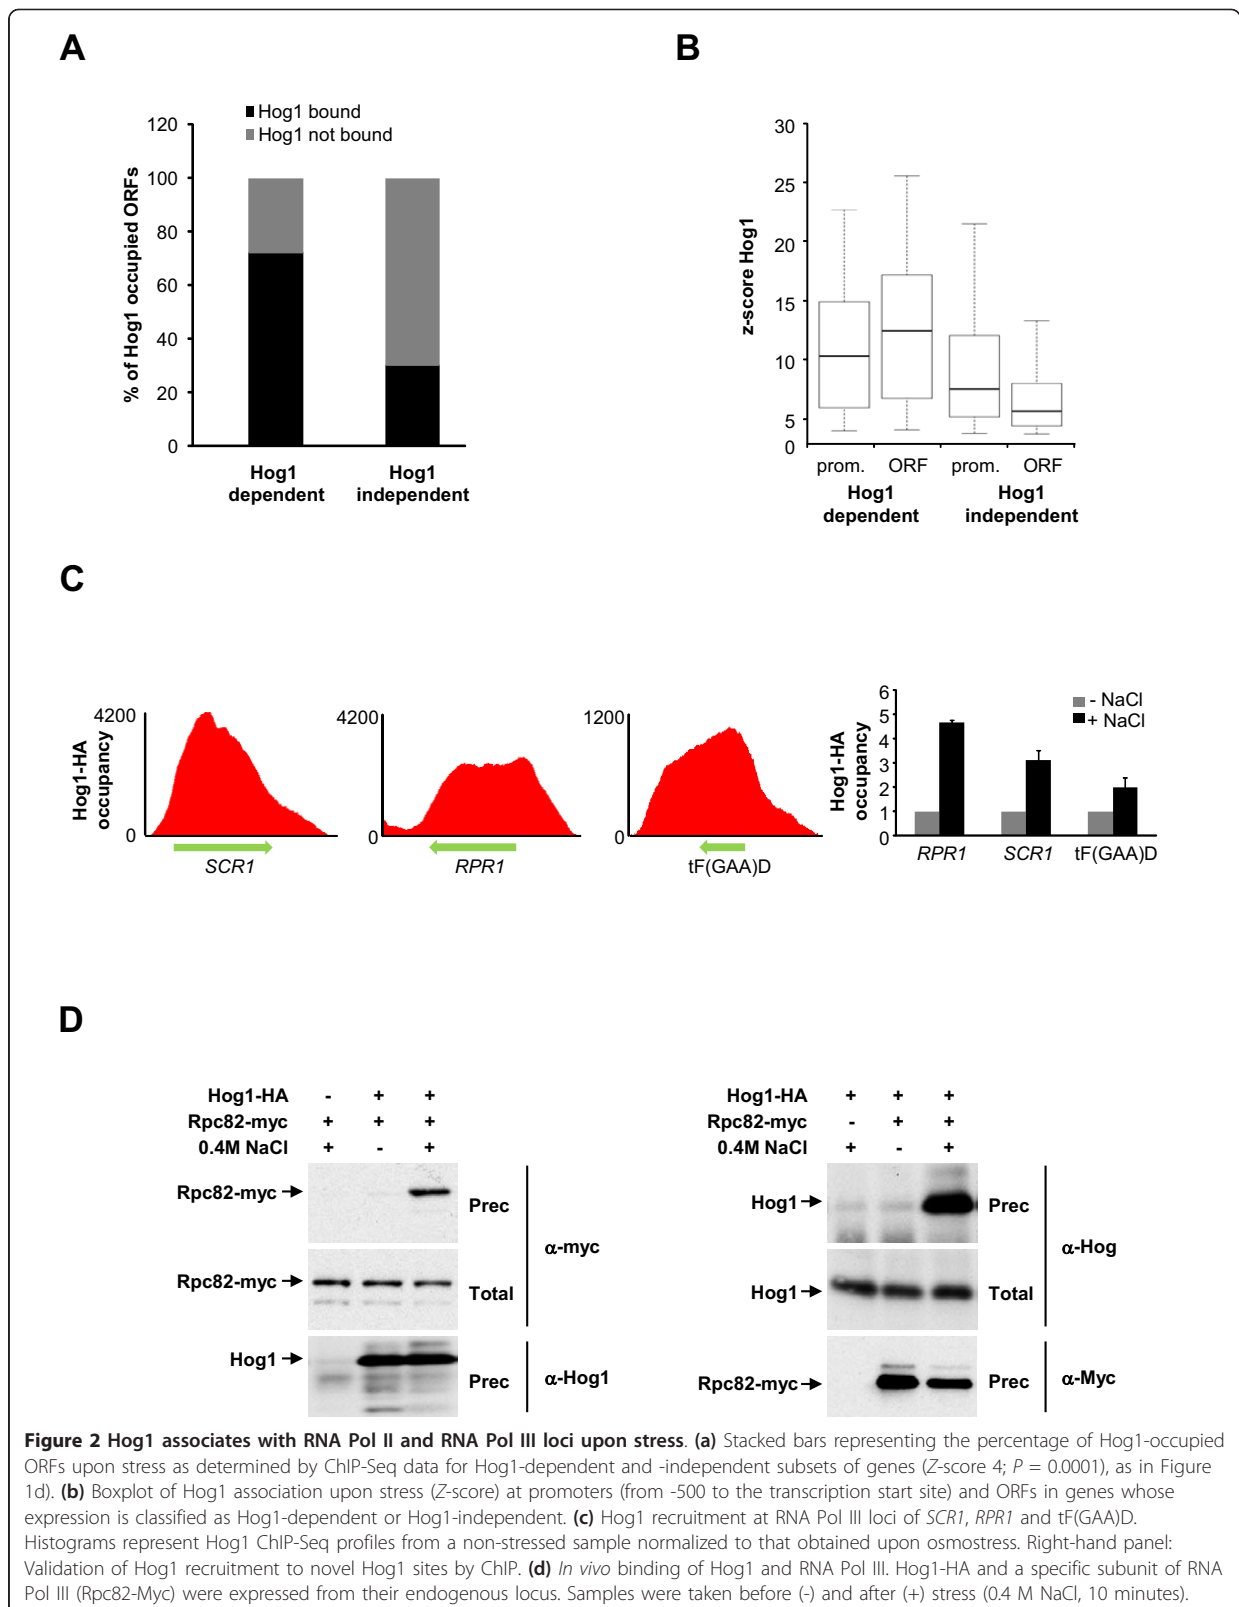 A
Hog1 bound
Hog1 not bound
120
100
80
60
40
20
0
% of Hog1 occupied ORFs
Hog1 dependent
Hog1 independent
B
30
25
20
15
10
5
0
z-score Hog1
prom. ORF prom. ORF
Hog1 dependent
Hog1 independent
C
Hog1-HA occupancy
4200
0
SCR1
4200
0
RPR1
1200
0
tF(GAA)D
Hog1-HA occupancy
6
5
4
3
2
1
0
- NaCl
+ NaCl
RPR1 SCR1 tF(GAA)D
D
Hog1-HA - + +
Rpc82-myc + + +
0.4M NaCl + - +
Rpc82-myc Prec
α-myc
Rpc82-myc Total
Hog1 Prec α-Hog1
Hog1-HA + + +
Rpc82-myc - + +
0.4M NaCl + - +
Hog1 Prec
α-Hog
Hog1 Total
Rpc82-myc Prec α-Myc
Figure 2 Hog1 associates with RNA Pol II and RNA Pol III loci upon stress. (a) Stacked bars representing the percentage of Hog1-occupied
ORFs upon stress as determined by ChIP-Seq data for Hog1-dependent and -independent subsets of genes (Z-score 4; P = 0.0001), as in Figure
1d). (b) Boxplot of Hog1 association upon stress (Z-score) at promoters (from -500 to the transcription start site) and ORFs in genes whose
expression is classified as Hog1-dependent or Hog1-independent. (c) Hog1 recruitment at RNA Pol III loci of SCR1, RPR1 and tF(GAA)D.
Histograms represent Hog1 ChIP-Seq profiles from a non-stressed sample normalized to that obtained upon osmostress. Right-hand panel:
Validation of Hog1 recruitment to novel Hog1 sites by ChIP. (d) In vivo binding of Hog1 and RNA Pol III. Hog1-HA and a specific subunit of RNA
Pol III (Rpc82-Myc) were expressed from their endogenous locus. Samples were taken before (-) and after (+) stress (0.4 M NaCl, 10 minutes).